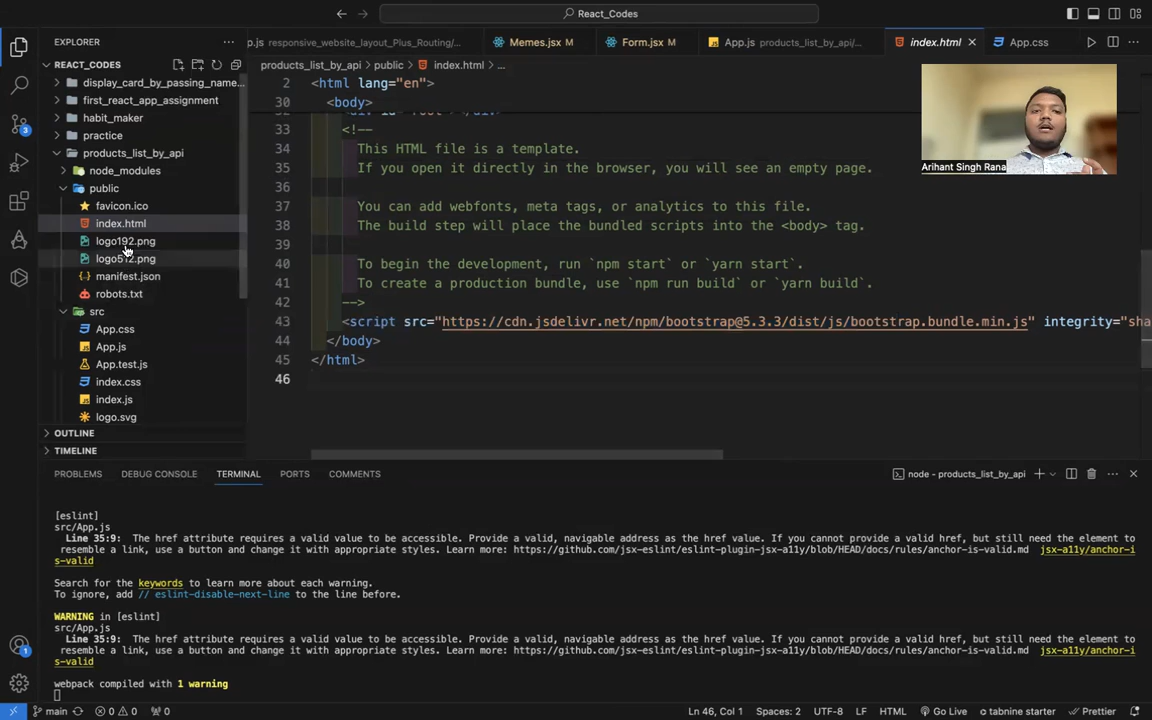 React_Codes
EXPLORER
REACT_CODES
display_card_by_passing_name...
first_react_app_assignment
habit_maker
practice
products_list_by_api
node_modules
public
favicon.ico
index.html
logo192.png
logo512.png
manifest.json
robots.txt
src
App.css
App.js
App.test.js
index.css
index.js
logo.svg
OUTLINE
TIMELINE
p.js responsive_website_layout_Plus_Routing/...
Memes.jsx M
Form.jsx M
App.js products_list_by_api/...
index.html
App.css
products_list_by_api > public > index.html > ...
2 <html lang="en">
30 <body>
33 <!--
34 This HTML file is a template.
35 If you open it directly in the browser, you will see an empty page.
36
37 You can add webfonts, meta tags, or analytics to this file.
38 The build step will place the bundled scripts into the <body> tag.
39
40 To begin the development, run `npm start` or `yarn start`.
41 To create a production bundle, use `npm run build` or `yarn build`.
42 -->
43 <script src="https://cdn.jsdelivr.net/npm/bootstrap@5.3.3/dist/js/bootstrap.bundle.min.js" integrity="sha
44 </body>
45 </html>
46
Arihant Singh Rana
3
PROBLEMS DEBUG CONSOLE TERMINAL PORTS COMMENTS
node - products_list_by_api
[eslint]
src/App.js
Line 35:9: The href attribute requires a valid value to be accessible. Provide a valid, navigable address as the href value. If you cannot provide a valid href, but still need the element to
resemble a link, use a button and change it with appropriate styles. Learn more: https://github.com/jsx-eslint/eslint-plugin-jsx-a11y/blob/HEAD/docs/rules/anchor-is-valid.md jsx-a11y/anchor-i
s-valid
Search for the keywords to learn more about each warning.
To ignore, add // eslint-disable-next-line to the line before.
WARNING in [eslint]
src/App.js
Line 35:9: The href attribute requires a valid value to be accessible. Provide a valid, navigable address as the href value. If you cannot provide a valid href, but still need the element to
resemble a link, use a button and change it with appropriate styles. Learn more: https://github.com/jsx-eslint/eslint-plugin-jsx-a11y/blob/HEAD/docs/rules/anchor-is-valid.md jsx-a11y/anchor-i
s-valid
webpack compiled with 1 warning
1
main 0 0 0
Ln 46, Col 1 Spaces: 2 UTF-8 LF HTML Go Live tabnine starter Prettier